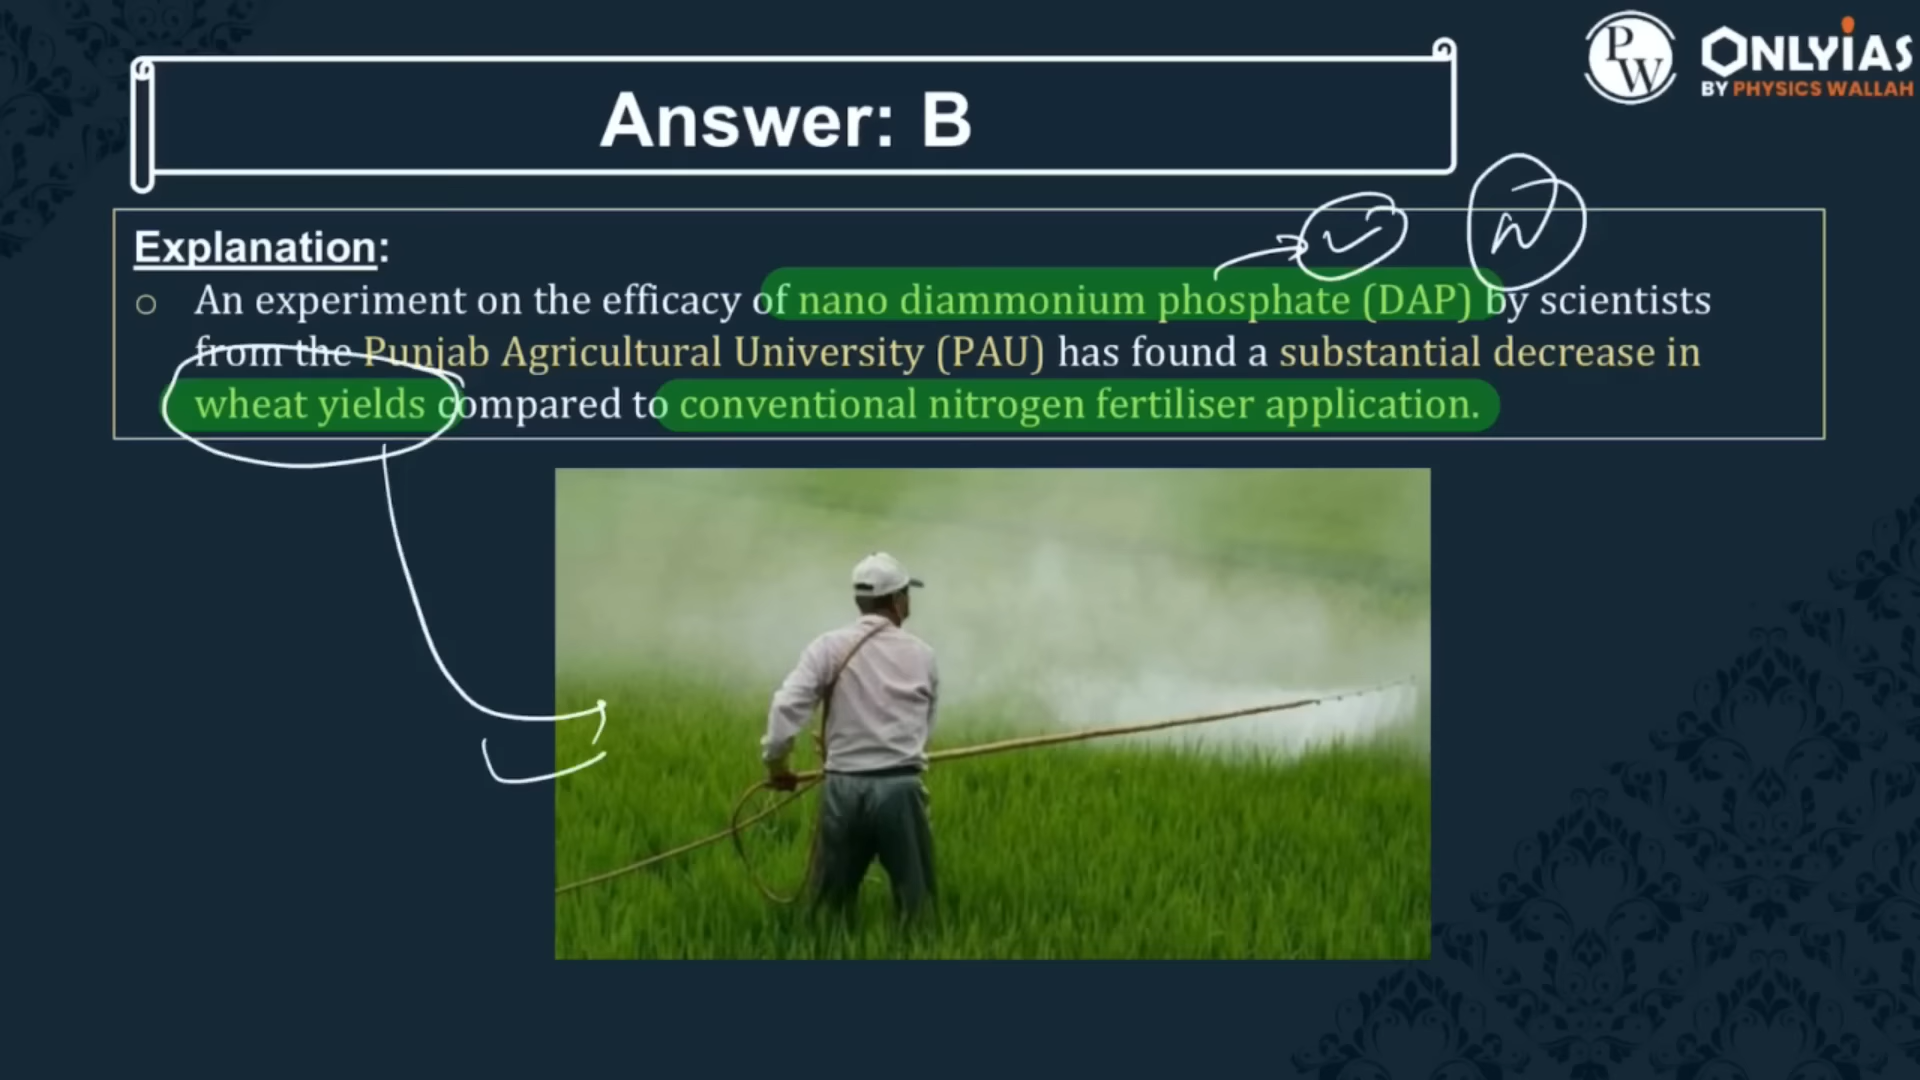 PW
ONLYiAS
BY PHYSICS WALLAH
Answer: B
Explanation:
An experiment on the efficacy of nano diammonium phosphate (DAP) by scientists
from the Punjab Agricultural University (PAU) has found a substantial decrease in
wheat yields compared to conventional nitrogen fertiliser application.